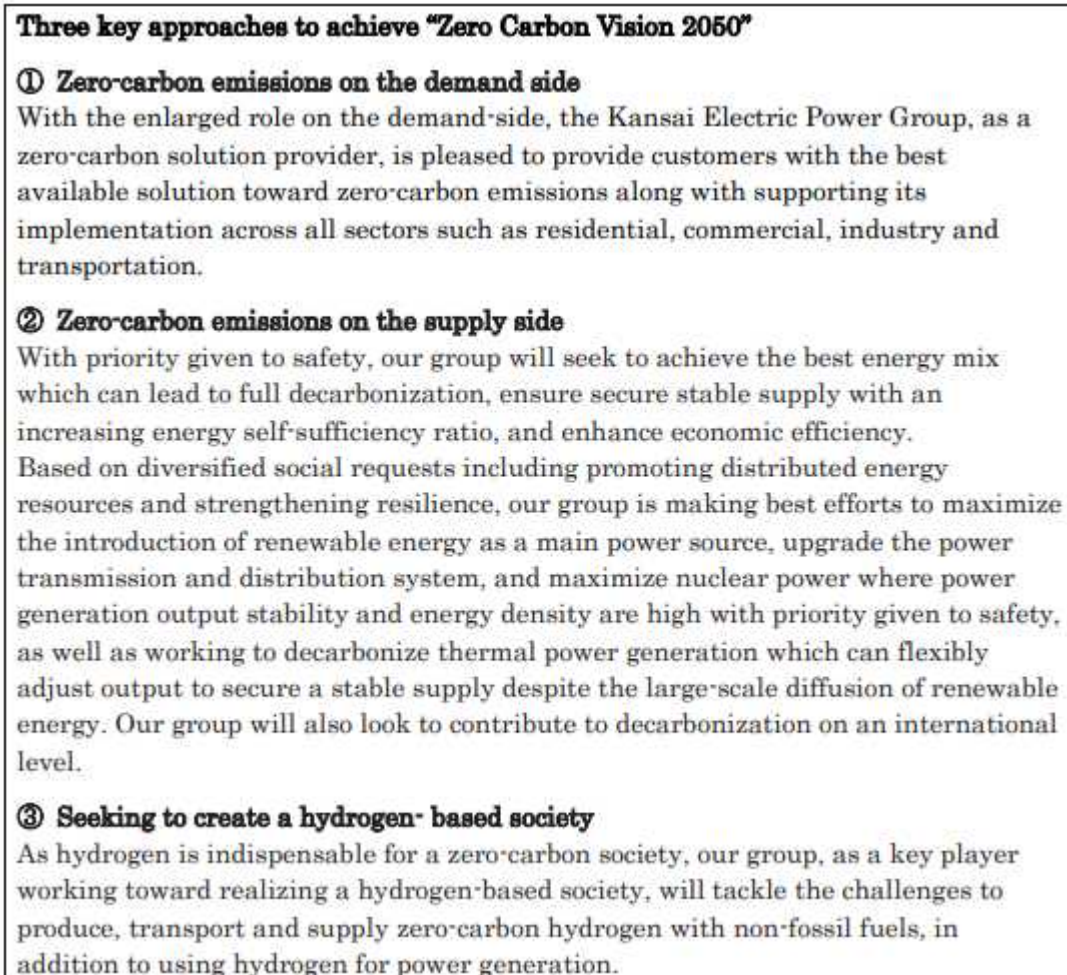 Three key approaches to achieve “Zero Carbon Vision 2050”
① Zero-carbon emissions on the demand side
With the enlarged role on the demand-side, the Kansai Electric Power Group, as a
zero-carbon solution provider, is pleased to provide customers with the best
available solution toward zero-carbon emissions along with supporting its
implementation across all sectors such as residential, commercial, industry and
transportation.
② Zero-carbon emissions on the supply side
With priority given to safety, our group will seek to achieve the best energy mix
which can lead to full decarbonization, ensure secure stable supply with an
increasing energy self-sufficiency ratio, and enhance economic efficiency.
Based on diversified social requests including promoting distributed energy
resources and strengthening resilience, our group is making best efforts to maximize
the introduction of renewable energy as a main power source, upgrade the power
transmission and distribution system, and maximize nuclear power where power
generation output stability and energy density are high with priority given to safety,
as well as working to decarbonize thermal power generation which can flexibly
adjust output to secure a stable supply despite the large-scale diffusion of renewable
energy. Our group will also look to contribute to decarbonization on an international
level.
③ Seeking to create a hydrogen- based society
As hydrogen is indispensable for a zero-carbon society, our group, as a key player
working toward realizing a hydrogen-based society, will tackle the challenges to
produce, transport and supply zero-carbon hydrogen with non-fossil fuels, in
addition to using hydrogen for power generation.